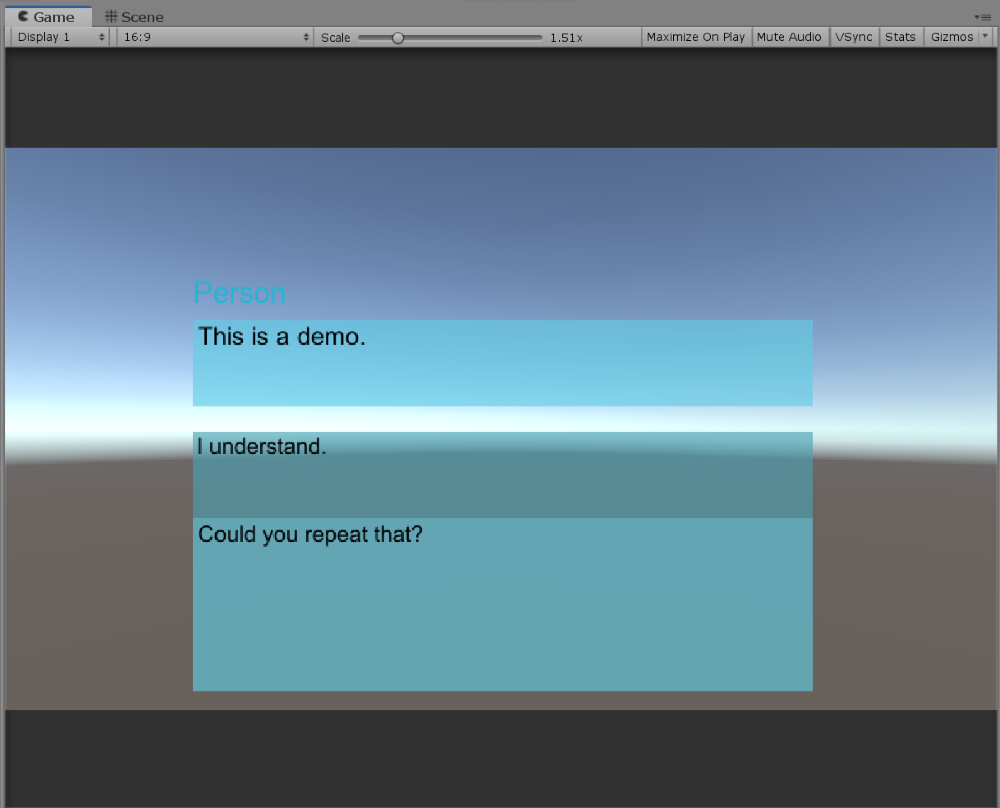 Game Scene
Display 1 16:9 Scale 1.51x Maximize On Play Mute Audio VSync Stats Gizmos
Person
This is a demo.
I understand.
Could you repeat that?